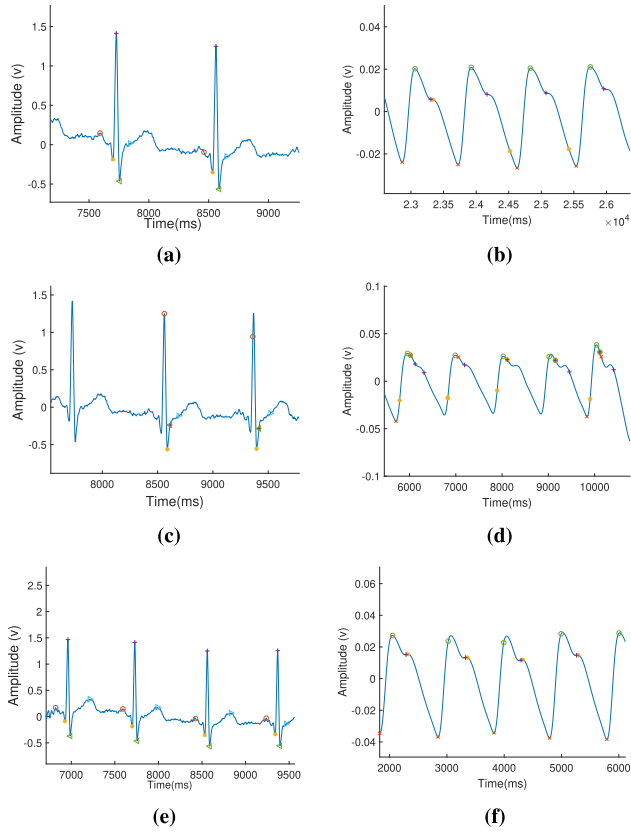 1.5
1
0.5
0
-0.5
Amplitude (v)
7500 8000 8500 9000
Time(ms)
(a)
0.04
0.02
0
-0.02
Amplitude (v)
2.3 2.35 2.4 2.45 2.5 2.55 2.6
Time(ms)
×10 4
(b)
1.5
1
0.5
0
-0.5
Amplitude (v)
8000 8500 9000 9500
Time(ms)
(c)
0.1
0.05
0
-0.05
-0.1
Amplitude (v)
6000 7000 8000 9000 10000
Time(ms)
(d)
2.5
2
1.5
1
0.5
0
-0.5
Amplitude (v)
7000 7500 8000 8500 9000 9500
Time(ms)
(e)
0.06
0.04
0.02
0
-0.02
-0.04
Amplitude (v)
2000 3000 4000 5000 6000
Time(ms)
(f)